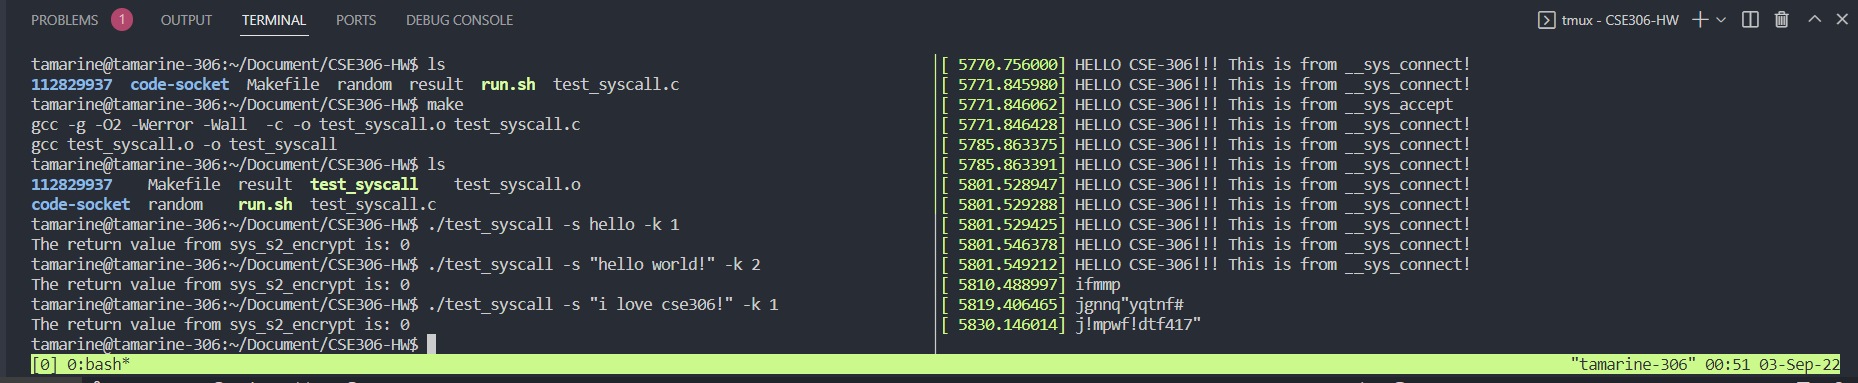 PROBLEMS 1 OUTPUT TERMINAL PORTS DEBUG CONSOLE tmux - CSE306-HW
tamarine@tamarine-306:~/Document/CSE306-HW$ ls
112829937 code-socket Makefile random result run.sh test_syscall.c
tamarine@tamarine-306:~/Document/CSE306-HW$ make
gcc -g -O2 -Werror -Wall -c -o test_syscall.o test_syscall.c
gcc test_syscall.o -o test_syscall
tamarine@tamarine-306:~/Document/CSE306-HW$ ls
112829937 Makefile result test_syscall test_syscall.o
code-socket random run.sh test_syscall.c
tamarine@tamarine-306:~/Document/CSE306-HW$ ./test_syscall -s hello -k 1
The return value from sys_s2_encrypt is: 0
tamarine@tamarine-306:~/Document/CSE306-HW$ ./test_syscall -s "hello world!" -k 2
The return value from sys_s2_encrypt is: 0
tamarine@tamarine-306:~/Document/CSE306-HW$ ./test_syscall -s "i love cse306!" -k 1
The return value from sys_s2_encrypt is: 0
tamarine@tamarine-306:~/Document/CSE306-HW$
[ 5770.756000] HELLO CSE-306!!! This is from __sys_connect!
[ 5771.845980] HELLO CSE-306!!! This is from __sys_connect!
[ 5771.846062] HELLO CSE-306!!! This is from __sys_accept
[ 5771.846428] HELLO CSE-306!!! This is from __sys_connect!
[ 5785.863375] HELLO CSE-306!!! This is from __sys_connect!
[ 5785.863391] HELLO CSE-306!!! This is from __sys_connect!
[ 5801.528947] HELLO CSE-306!!! This is from __sys_connect!
[ 5801.529288] HELLO CSE-306!!! This is from __sys_connect!
[ 5801.529425] HELLO CSE-306!!! This is from __sys_connect!
[ 5801.546378] HELLO CSE-306!!! This is from __sys_connect!
[ 5801.549212] HELLO CSE-306!!! This is from __sys_connect!
[ 5810.488997] ifmmp
[ 5819.406465] jgnnq"yqtnf#
[ 5830.146014] j!mpwf!dtf417"
[0] 0:bash* "tamarine-306" 00:51 03-Sep-22